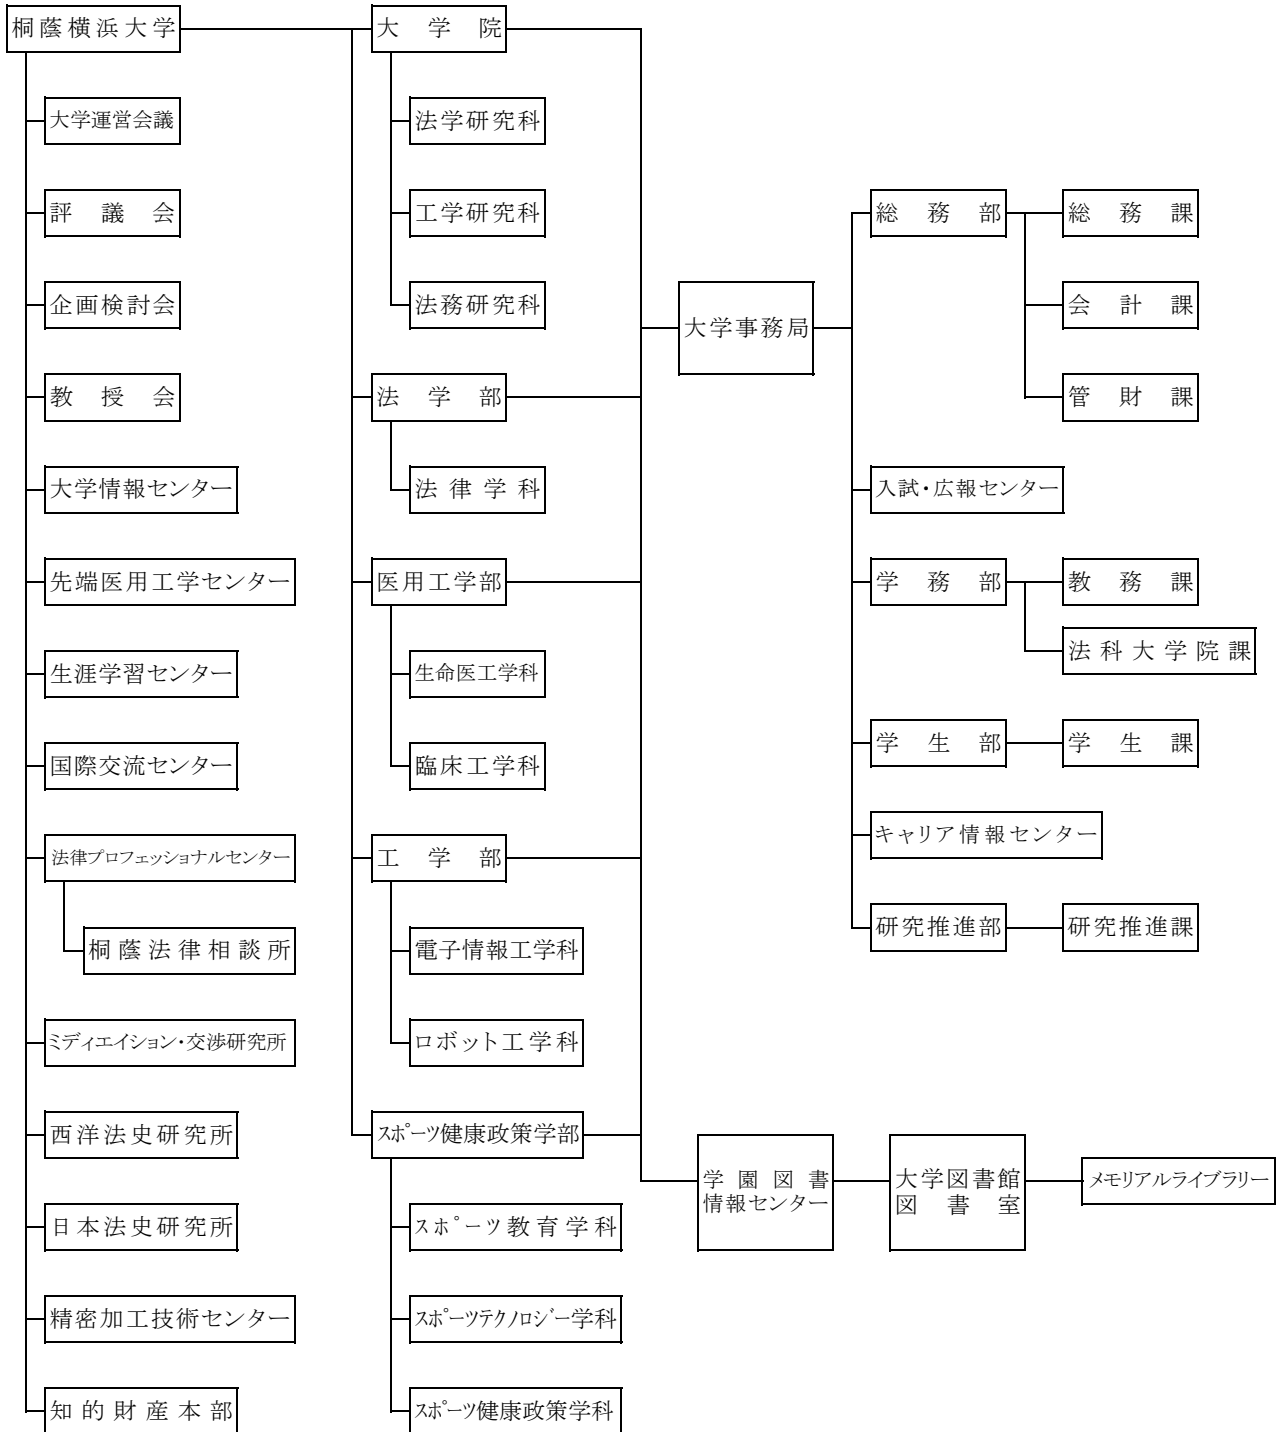 桐蔭横浜大学
大学運営会議
評議会
企画検討会
教授会
大学情報センター
先端医用工学センター
生涯学習センター
国際交流センター
法律プロフェッショナルセンター
桐蔭法律相談所
ミディエイション・交渉研究所
西洋法史研究所
日本法史研究所
精密加工技術センター
知的財産本部
大学院
法学研究科
工学研究科
法務研究科
法学部
法律学科
医用工学部
生命医工学科
臨床工学科
工学部
電子情報工学科
ロボット工学科
スポーツ健康政策学部
スポーツ教育学科
スポーツテクノロジー学科
スポーツ健康政策学科
大学事務局
総務部
総務課
会計課
管財課
入試・広報センター
学務部
教務課
法科大学院課
学生部
学生課
キャリア情報センター
研究推進部
研究推進課
学園図書
情報センター
大学図書館
図書室
メモリアルライブラリー